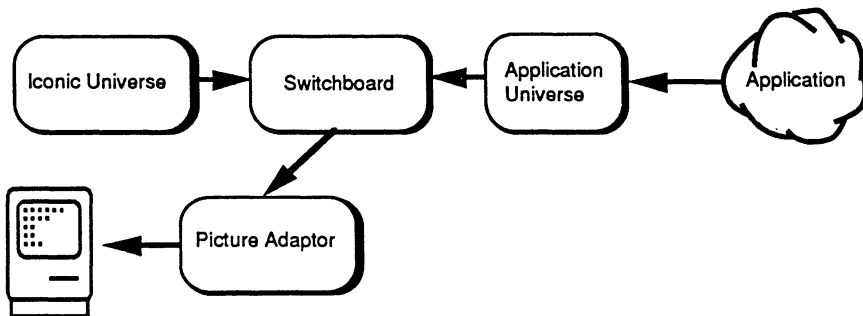 Iconic Universe
Switchboard
Application
Universe
Application
Picture Adaptor